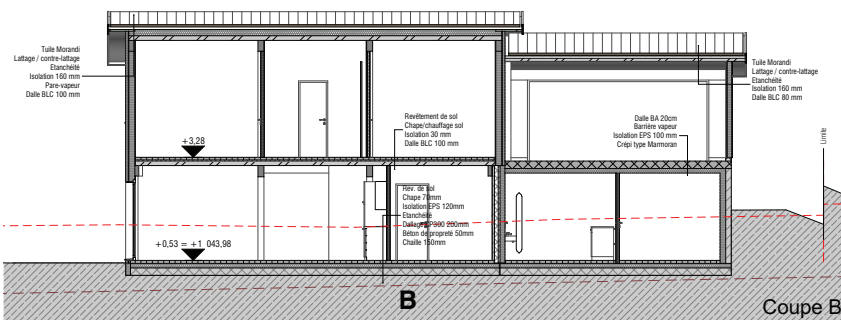 Tuile Morandi
Lattage / contre-lattage
Etanchéité
Isolation 160 mm
Pare-vapeur
Dalle BLC 100 mm
Tuile Morandi
Lattage / contre-lattage
Etanchéité
Isolation 160 mm
Dalle BLC 80 mm
Revêtement de sol
Chape/chauffage sol
Isolation 30 mm
Dalle BLC 100 mm
Dalle BA 20cm
Barrière vapeur
Isolation EPS 100 mm
Crépi type Marmoran
Limite
+3,28
Rev. de sol
Chape 70mm
Isolation EPS 120mm
Etanchéité
200mm
Béton de propreté 50mm
Chaille 150mm
+0,53 = +1 043,98
B
Coupe B